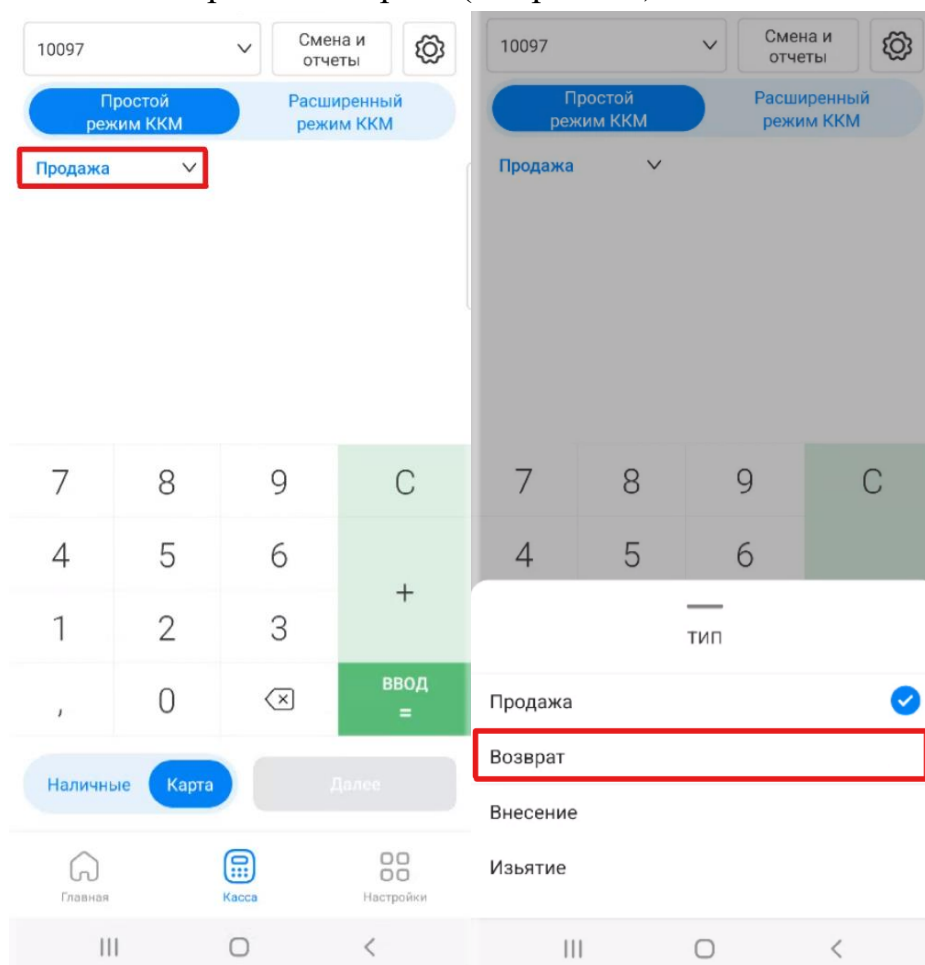 10097
Смена и
отчеты
Простой
режим ККМ
Расширенный
режим ККМ
Продажа
7 8 9 C
4 5 6
+
1 2 3
, 0
ВВОД
=
Наличные
Карта
Далее
Главная
Касса
Настройки
10097
Смена и
отчеты
Простой
режим ККМ
Расширенный
режим ККМ
Продажа
7 8 9 C
4 5 6
тип
Продажа
Возврат
Внесение
Изьятие